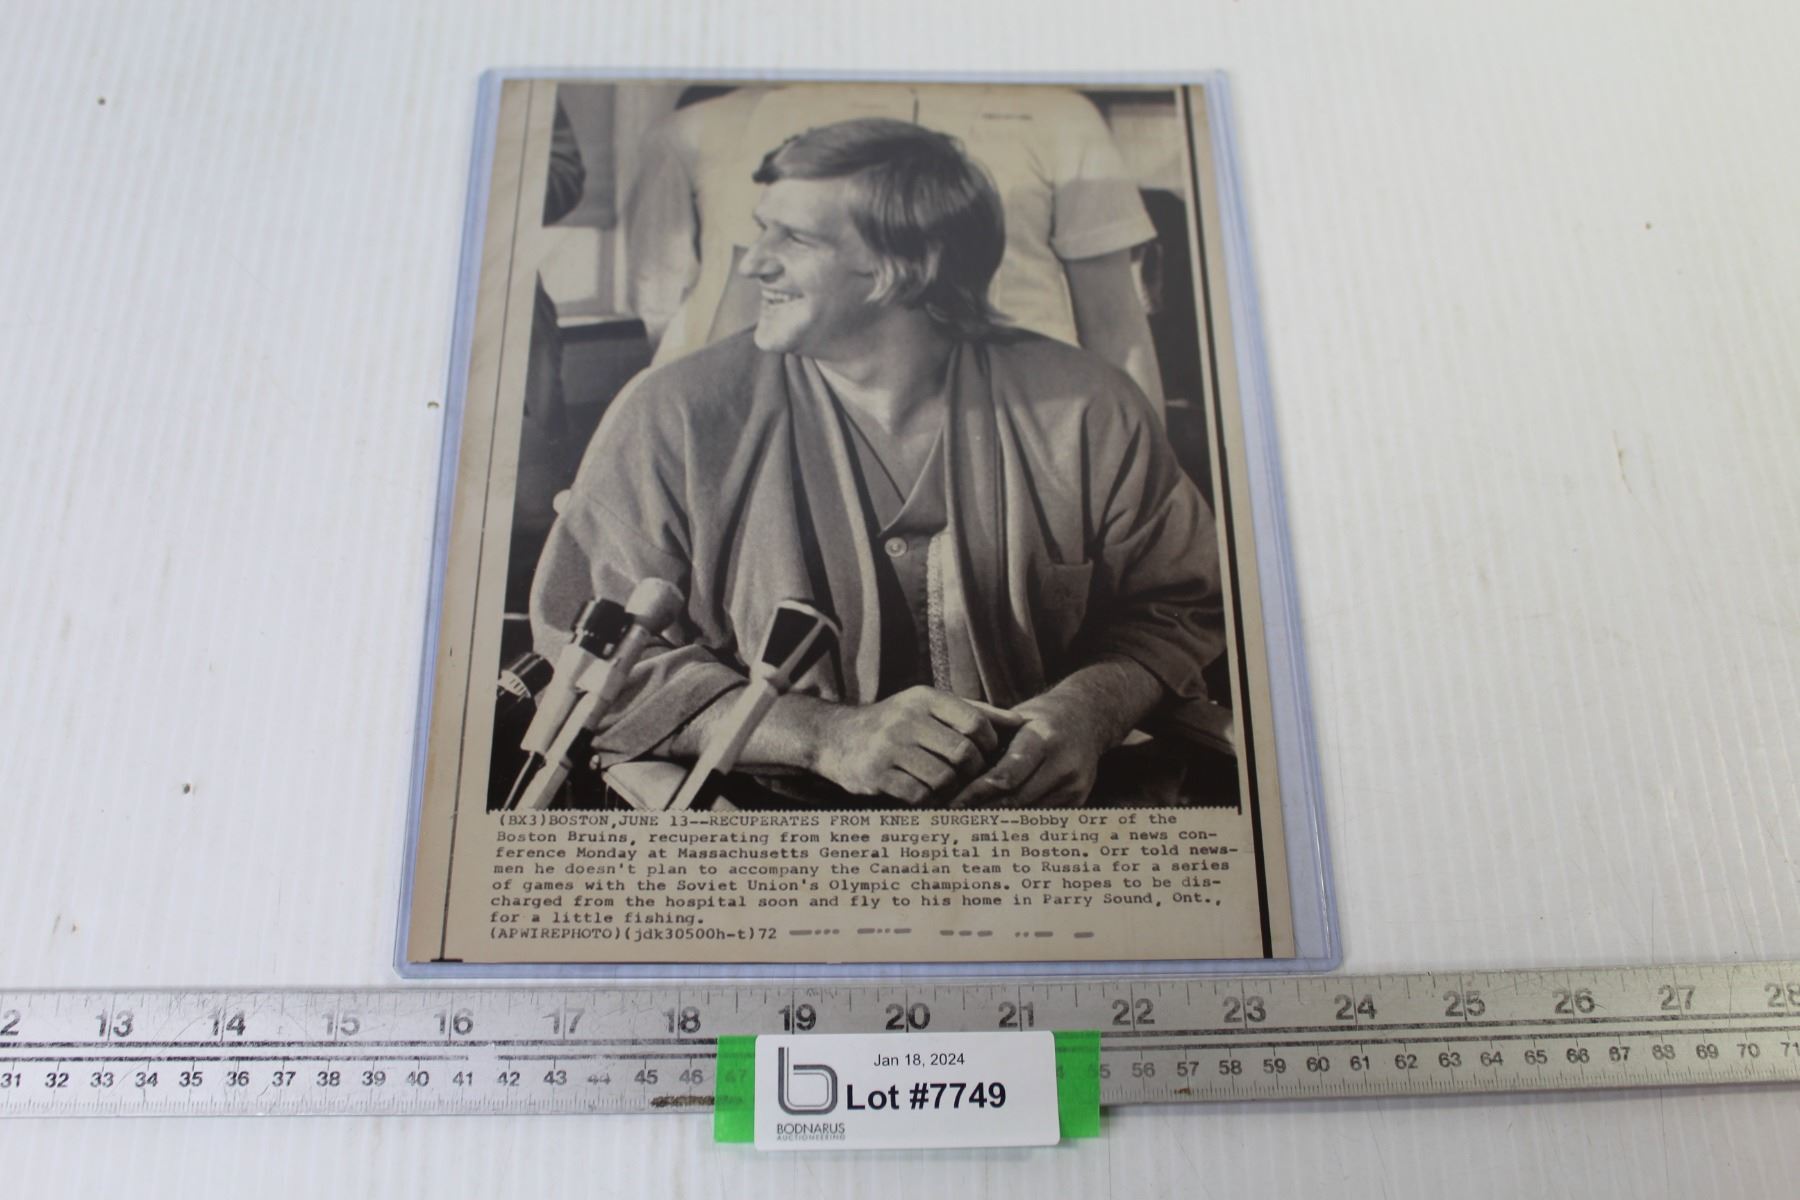 (BX3)BOSTON,JUNE 13--RECUPERATES FROM KNEE SURGERY--Bobby Orr of the
Boston Bruins, recuperating from knee surgery, smiles during a news con-
ference Monday at Massachusetts General Hospital in Boston. Orr told news-
men he doesn't plan to accompany the Canadian team to Russia for a series
of games with the Soviet Union's Olympic champions. Orr hopes to be dis-
charged from the hospital soon and fly to his home in Parry Sound, Ont.,
for a little fishing.
(APWIREPHOTO)(jdk30500h-t)72
2 13 14 15 16 17 18 19 20 21 22 23 24 25 26 27 28
31 32 33 34 35 36 37 38 39 40 41 42 43 44 45 46 47 55 56 57 58 59 60 61 62 63 64 65 66 67 68 69 70 71
Jan 18, 2024
Lot #7749
BODNARUS
AUCTIONEERING